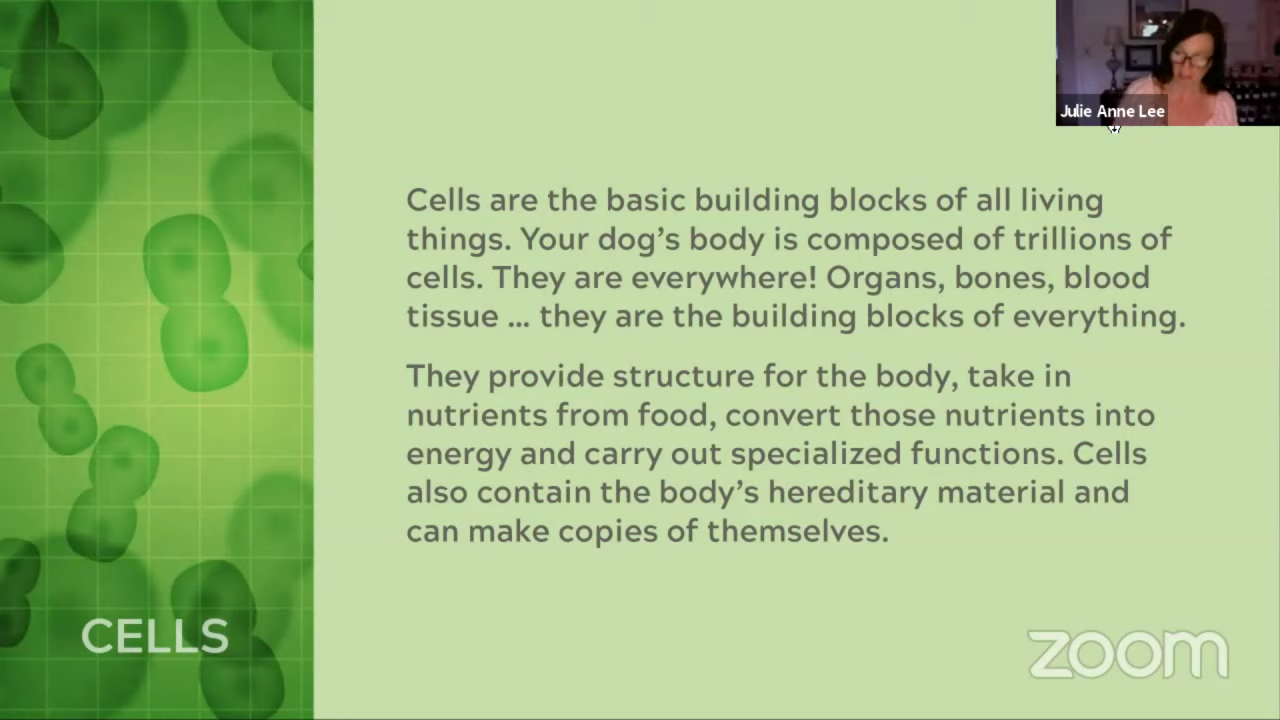 Julie Anne Lee
Cells are the basic building blocks of all living
things. Your dog’s body is composed of trillions of
cells. They are everywhere! Organs, bones, blood
tissue ... they are the building blocks of everything.
They provide structure for the body, take in
nutrients from food, convert those nutrients into
energy and carry out specialized functions. Cells
also contain the body’s hereditary material and
can make copies of themselves.
CELLS
zoom